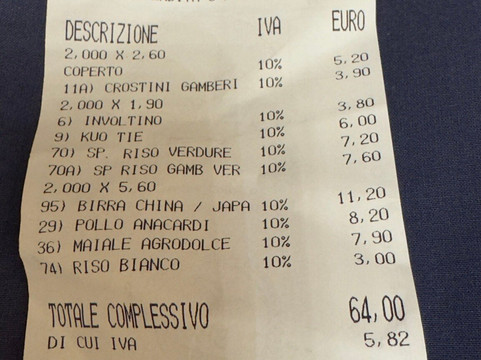 DESCRIZIONE IVA EURO
2,000 X 2,60
COPERTO 10% 5,20
11A) CROSTINI GAMBERI 10% 3,90
2,000 X 1,90
6) INVOLTINO 10% 3,80
9) KUO TIE 10% 6,00
70) SP. RISO VERDURE 10% 7,20
70A) SP RISO GAMB VER 10% 7,60
2,000 X 5,60
95) BIRRA CHINA / JAPA 10% 11,20
29) POLLO ANACARDI 10% 8,20
36) MAIALE AGRODOLCE 10% 7,90
74) RISO BIANCO 10% 3,00
TOTALE COMPLESSIVO 64,00
DI CUI IVA 5,82